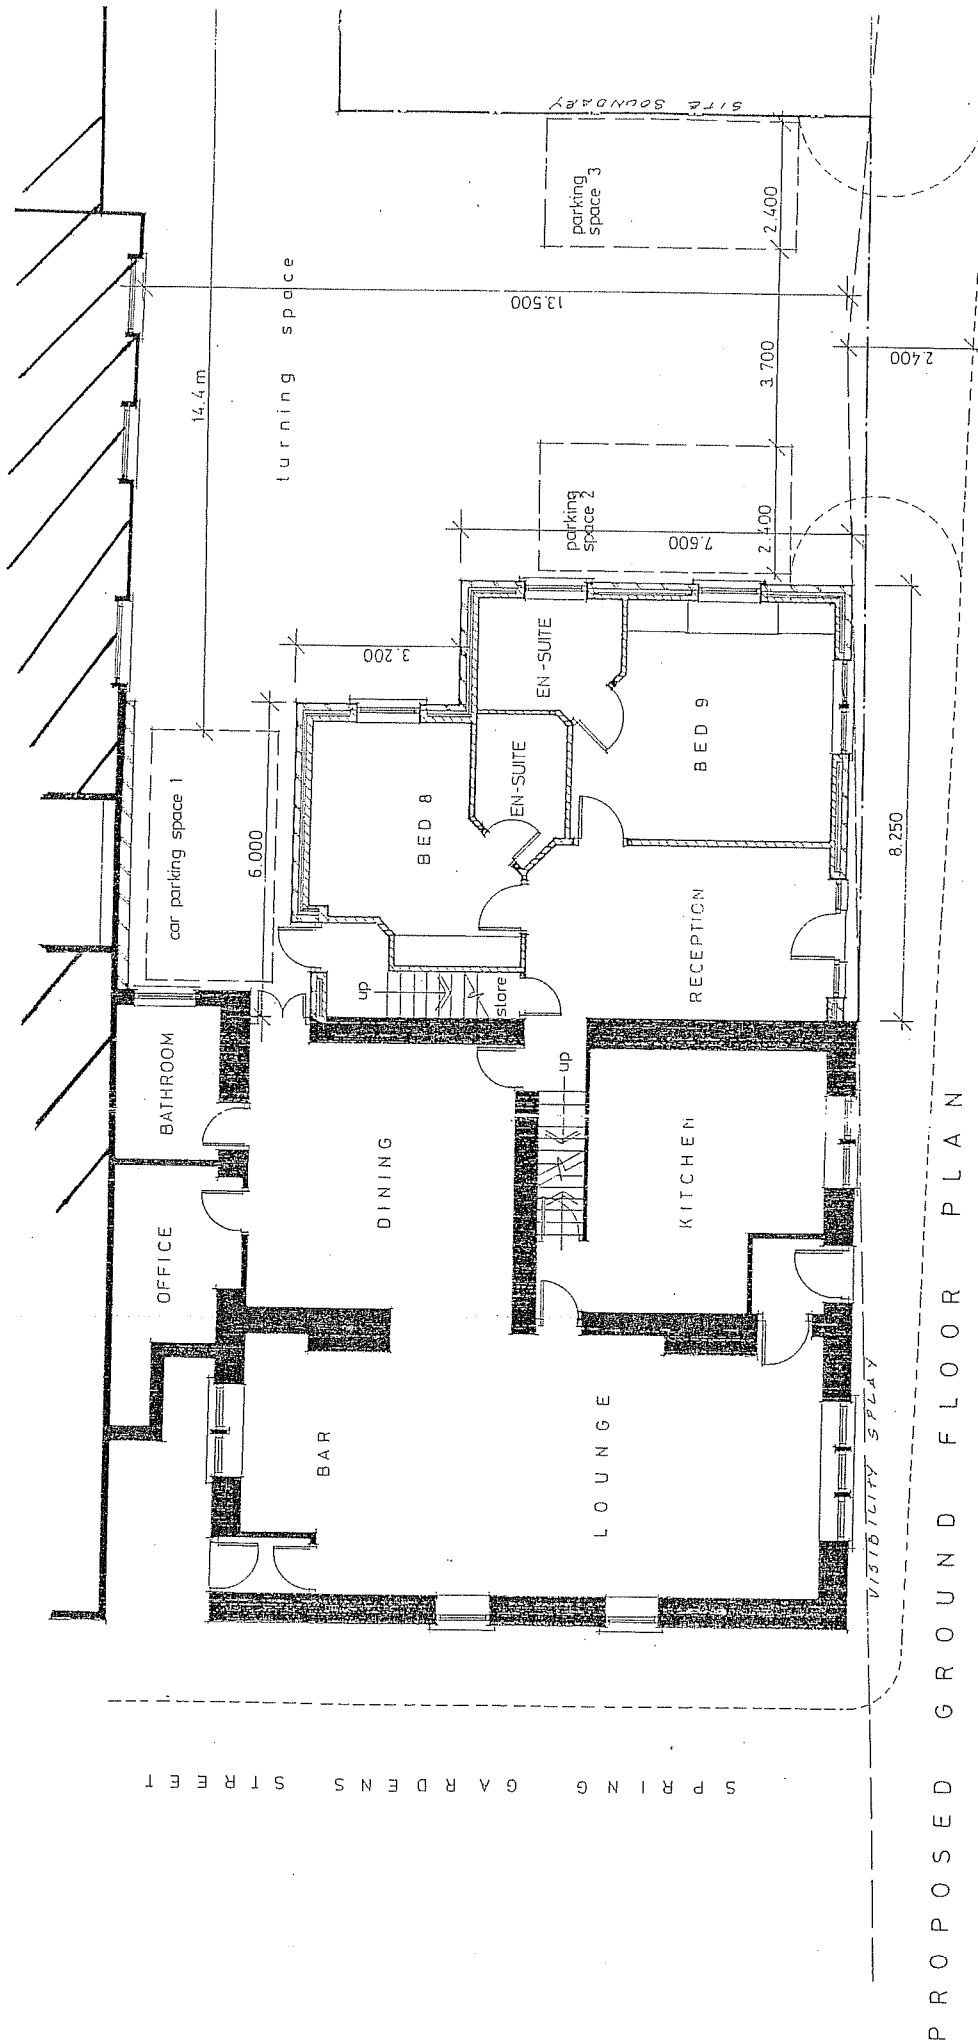 SITE BOUNDARY
parking
space 3
2.400
13.500
turning space
14.4m
3.700
2.400
parking
space 2
2.400
7.600
3.200
EN-SUITE
BED 9
car parking space 1
6.000
BED 8
EN-SUITE
8.250
RECEPTION
up
store
BATHROOM
up
DINING
KITCHEN
OFFICE
BAR
LOUNGE
VISIBILITY SPLAY
SPRING GARDENS STREET
PROPOSED GROUND FLOOR PLAN